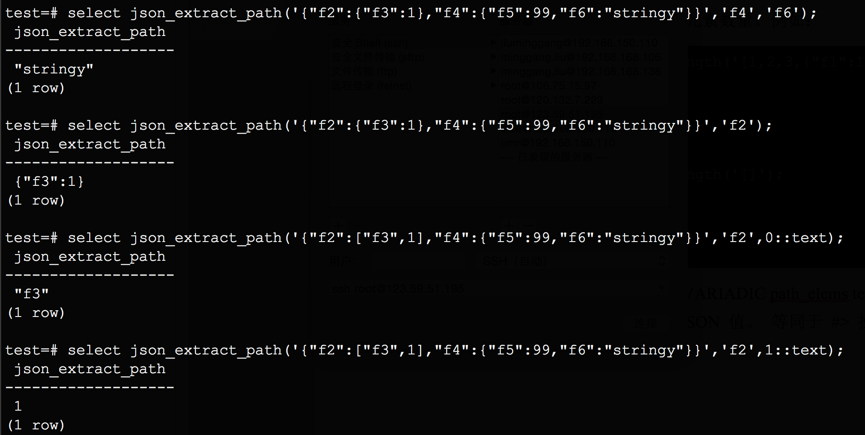 test=# select json_extract_path('{"f2":{"f3":1},"f4":{"f5":99,"f6":"stringy"}}','f4','f6');
json_extract_path
-------------------
"stringy"
(1 row)
test=# select json_extract_path('{"f2":{"f3":1},"f4":{"f5":99,"f6":"stringy"}}','f2');
json_extract_path
-------------------
{"f3":1}
(1 row)
test=# select json_extract_path('{"f2":["f3",1],"f4":{"f5":99,"f6":"stringy"}}','f2',0::text);
json_extract_path
-------------------
"f3"
(1 row)
test=# select json_extract_path('{"f2":["f3",1],"f4":{"f5":99,"f6":"stringy"}}','f2',1::text);
json_extract_path
-------------------
1
(1 row)